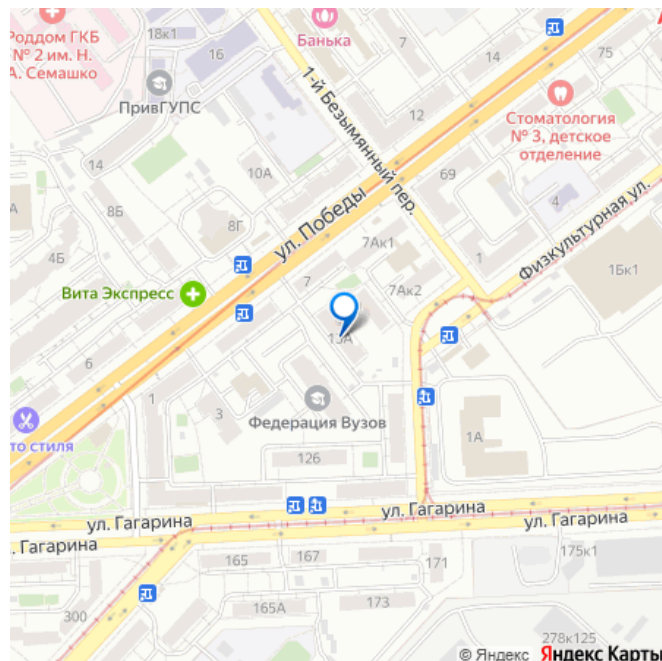 Роддом ГКБ
№ 2 им. Н.
А. Семашко
18к1
16
ПривГУПС
14
Банька
7
14
75
12
1-й Безымянный пер.
Стоматология
№ 3, детское
отделение
69
4
10А
8Б
8Г
4Б
ул. Победы
7Ак1
1
Физкультурная ул.
1Бк1
Вита Экспресс
7
7Ак2
6
1
3
Федерация Вузов
то стиля
126
1А
ул. Гагарина
ул. Гагарина
. Гагарина
ул. Гагарина
165
167
171
175к1
300
165А
173
278к125
© Яндекс Яндекс Карты